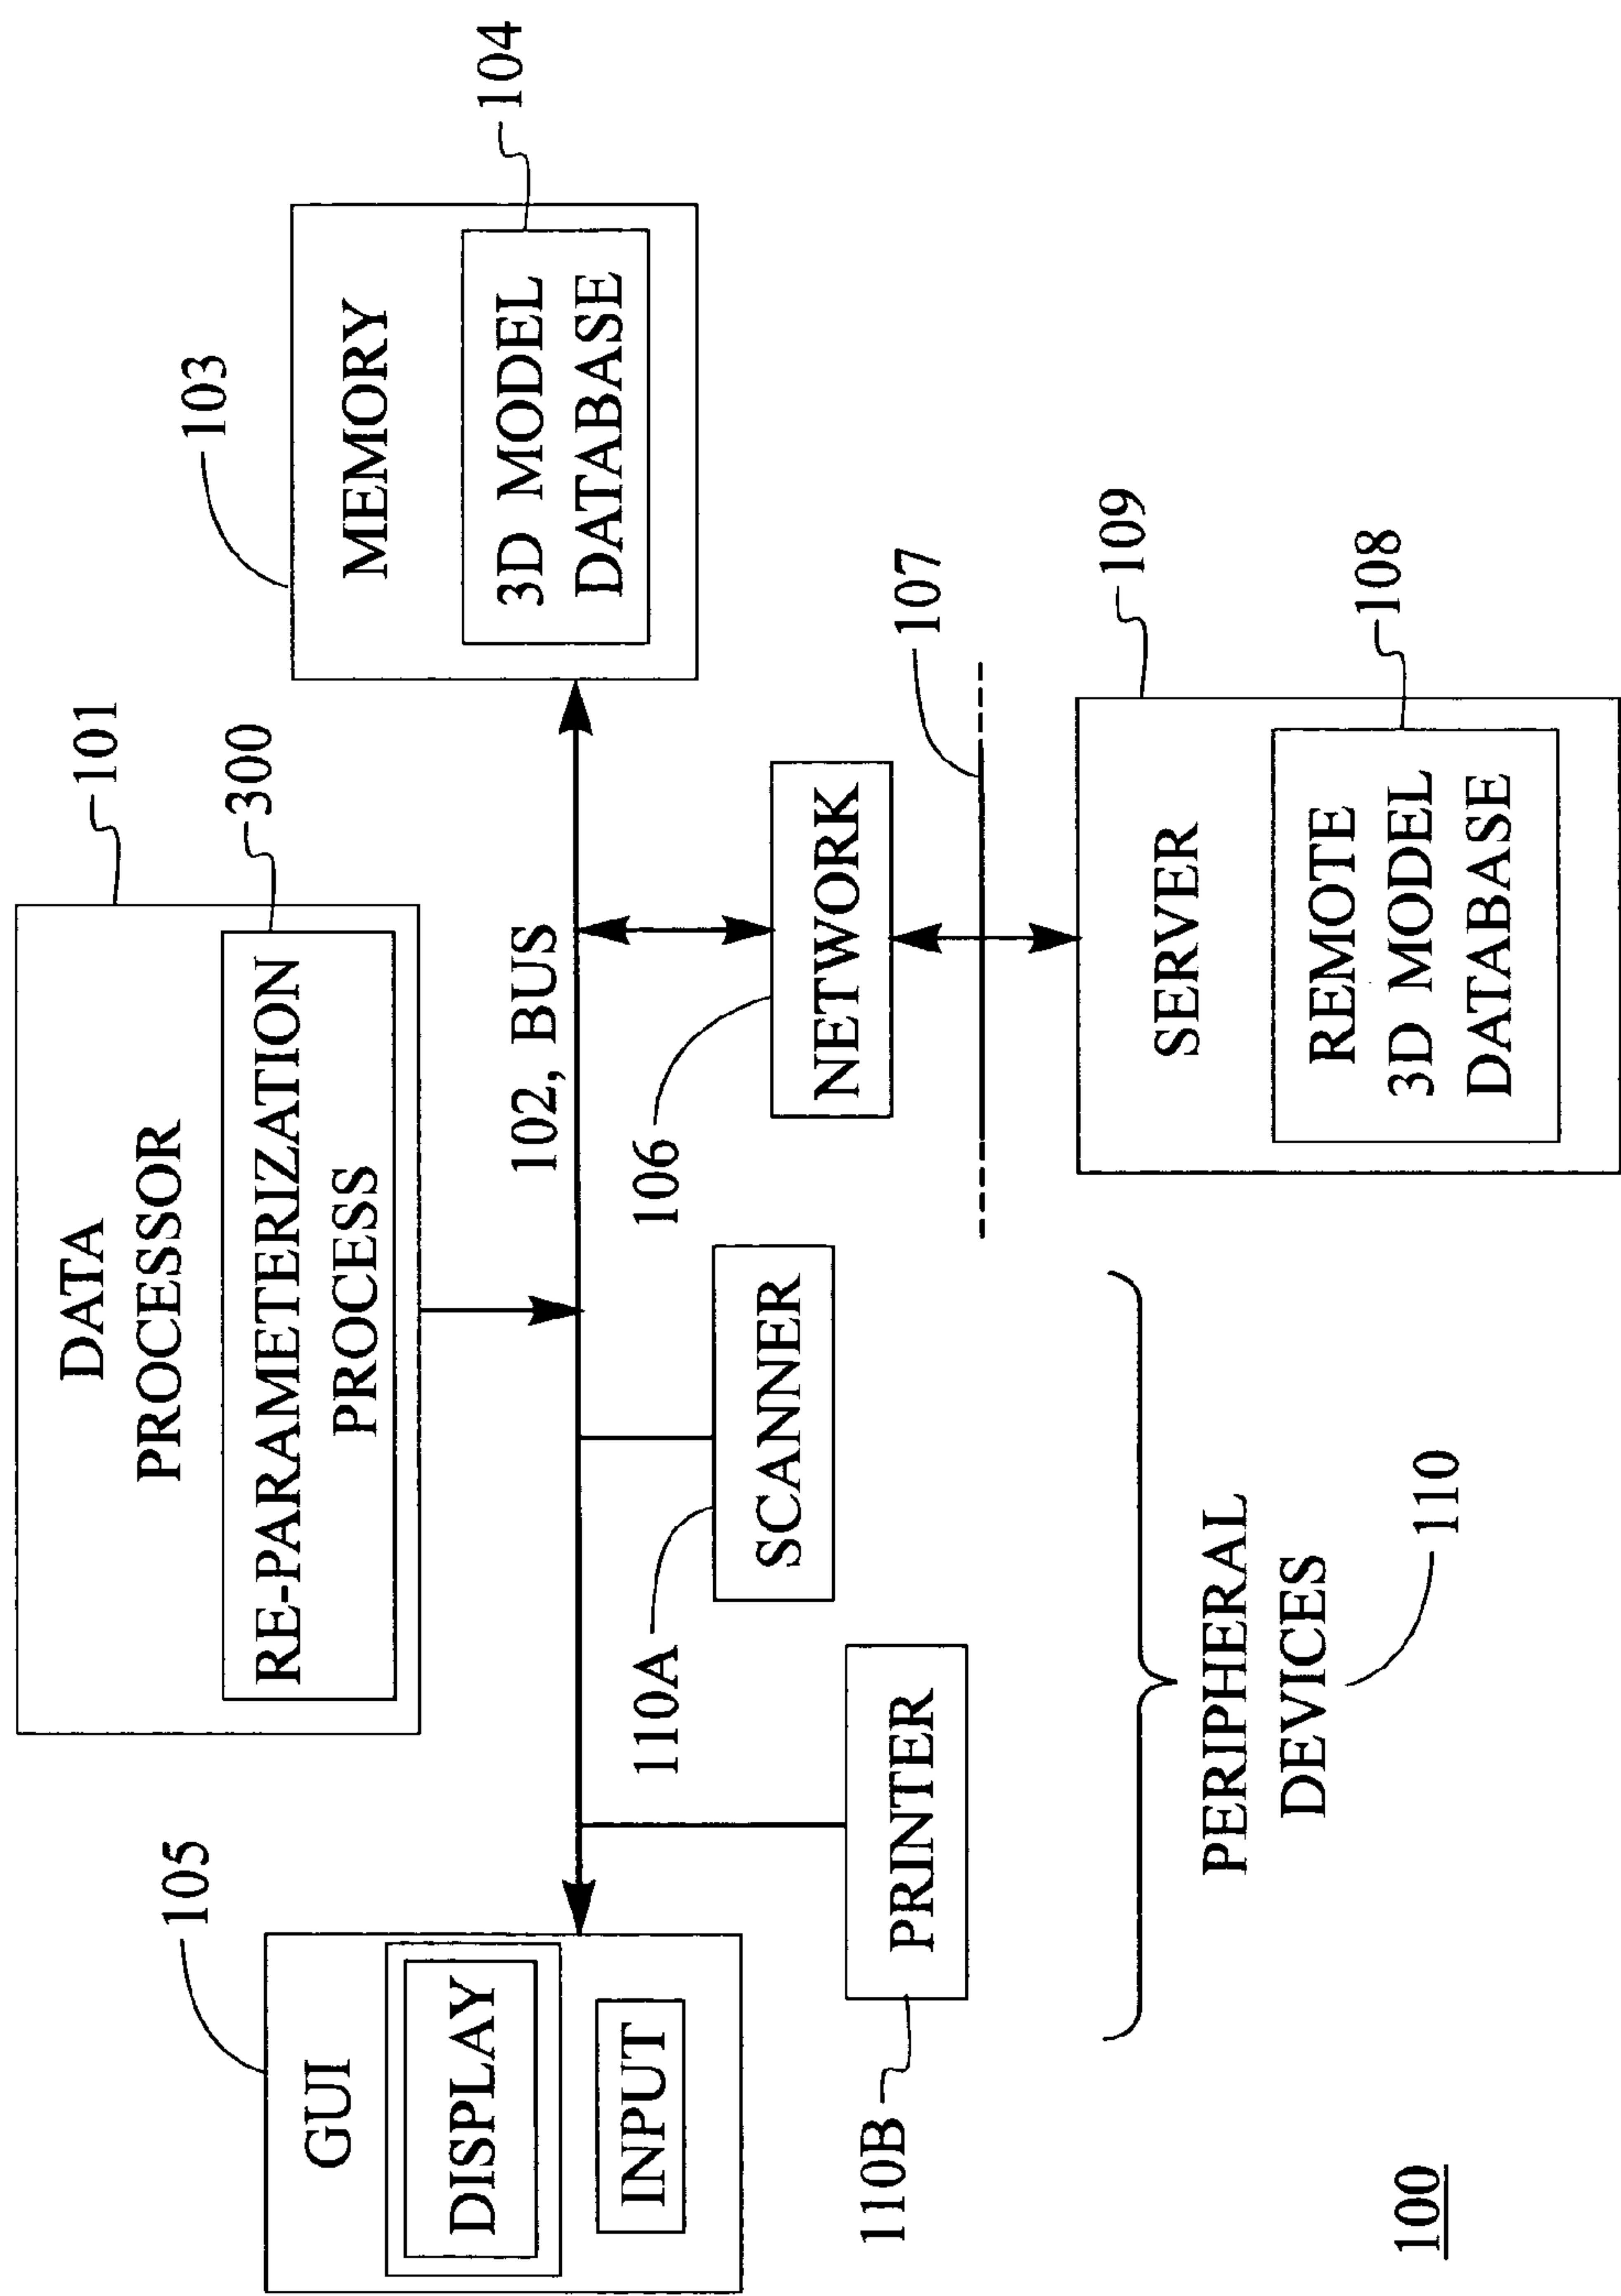 DATA
PROCESSOR
101
RE-PARAMETERIZATION
PROCESS
300
GUI
105
DISPLAY
INPUT
102, BUS
MEMORY
103
3D MODEL
DATABASE
104
110A
SCANNER
106
NETWORK
107
110B
PRINTER
SERVER
109
REMOTE
3D MODEL
DATABASE
108
PERIPHERAL
DEVICES
110
100